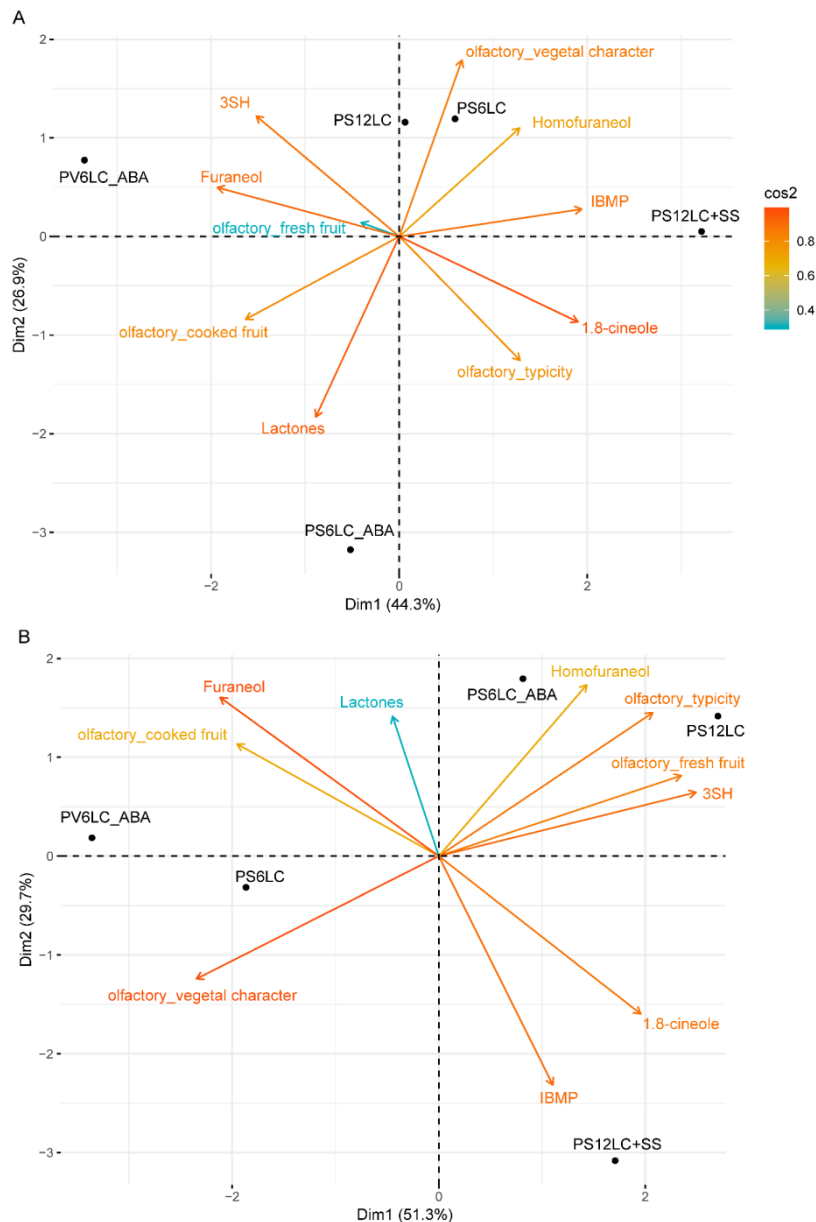 A
2
olfactory_vegetal character
3SH
PS12LC
PS6LC
Homofuraneol
1
PV6LC_ABA
Furaneol
IBMP
cos2
olfactory_fresh fruit
PS12LC+SS
0.8
0
0.6
0.4
Dim2 (26.9%)
-1
olfactory_cooked fruit
1.8-cineole
olfactory_typicity
-2
Lactones
-3
PS6LC_ABA
-2
0
2
Dim1 (44.3%)
B
2
Furaneol
Lactones
PS6LC_ABA
Homofuraneol
olfactory_typicity
olfactory_cooked fruit
PS12LC
1
olfactory_fresh fruit
3SH
PV6LC_ABA
0
PS6LC
Dim2 (29.7%)
-1
olfactory_vegetal character
1.8-cineole
-2
IBMP
PS12LC+SS
-3
-2
0
2
Dim1 (51.3%)